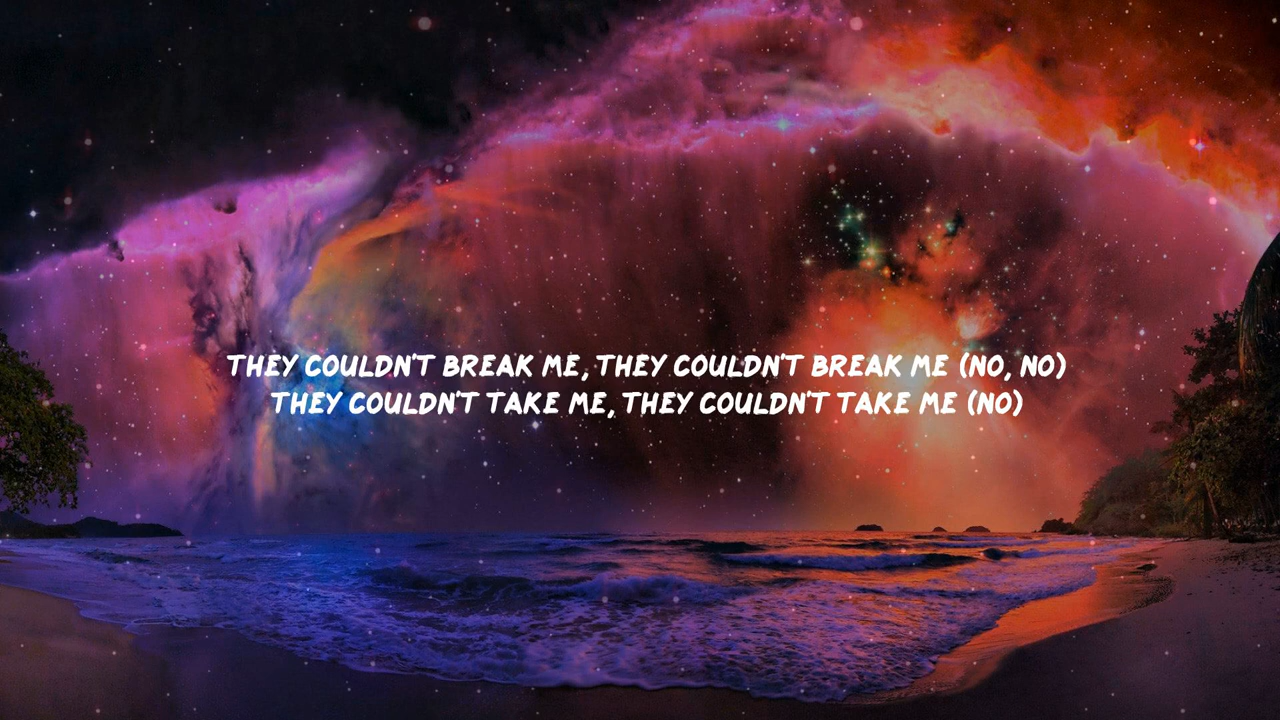 THEY COULDN'T BREAK ME, THEY COULDN'T BREAK ME (NO, NO)
THEY COULDN'T TAKE ME, THEY COULDN'T TAKE ME (NO)